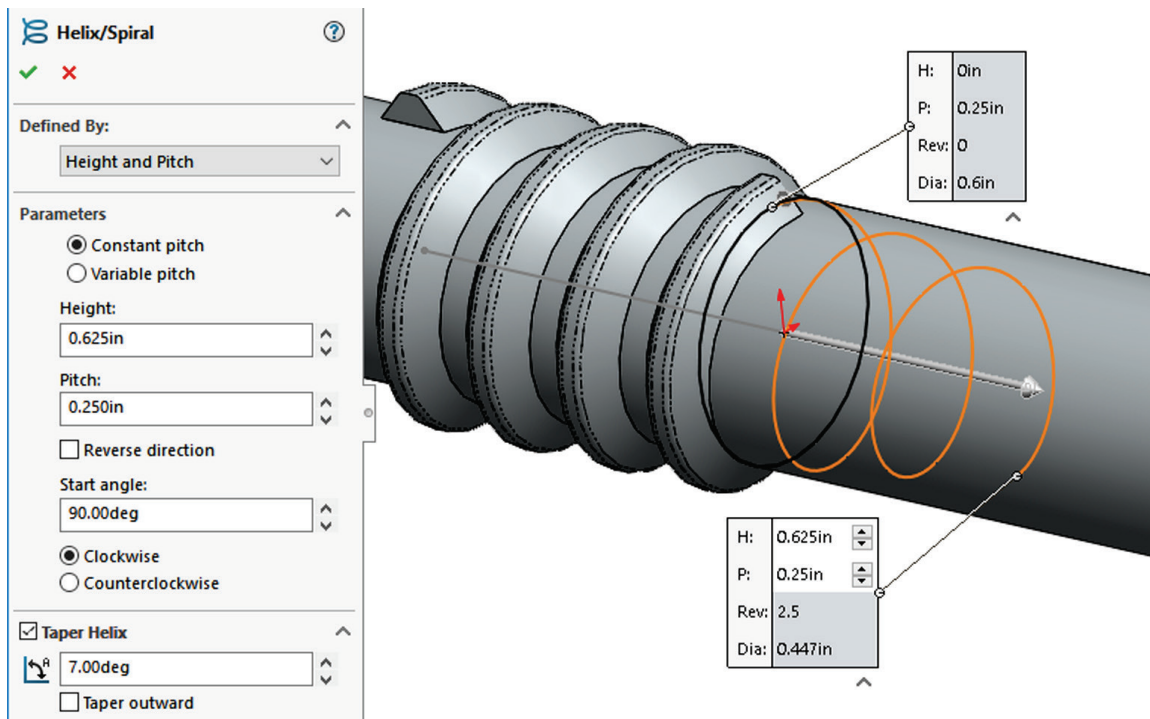 Helix/Spiral
Defined By:
Height and Pitch
Parameters
Constant pitch
Variable pitch
Height:
0.625in
Pitch:
0.250in
Reverse direction
Start angle:
90.00deg
Clockwise
Counterclockwise
Taper Helix
7.00deg
Taper outward
H: 0in
P: 0.25in
Rev: 0
Dia: 0.6in
H: 0.625in
P: 0.25in
Rev: 2.5
Dia: 0.447in